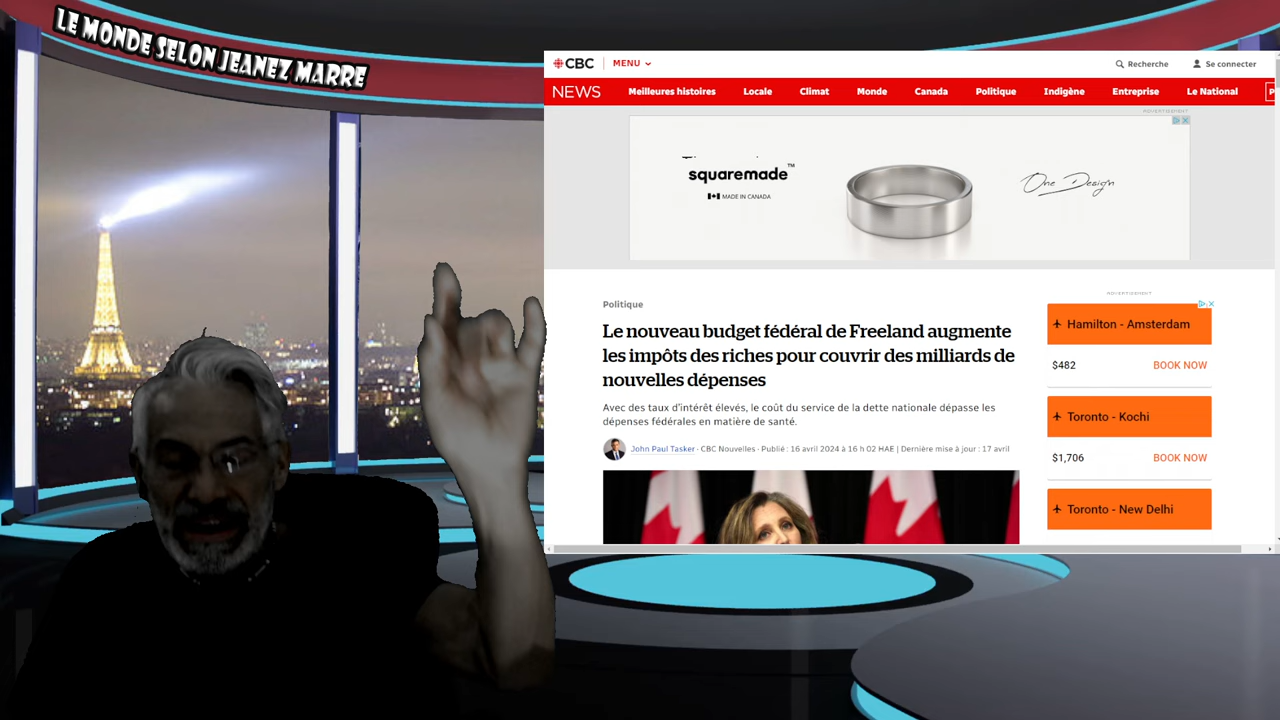 LE MONDE SELON JEANEZ MARRE
CBC
MENU
Recherche
Se connecter
NEWS
Meilleures histoires
Locale
Climat
Monde
Canada
Politique
Indigène
Entreprise
Le National
ADVERTISEMENT
squaremade™
MADE IN CANADA
One Design
Politique
Le nouveau budget fédéral de Freeland augmente
les impôts des riches pour couvrir des milliards de
nouvelles dépenses
Avec des taux d'intérêt élevés, le coût du service de la dette nationale dépasse les
dépenses fédérales en matière de santé.
John Paul Tasker · CBC Nouvelles · Publié : 16 avril 2024 à 16 h 02 HAE | Dernière mise à jour : 17 avril
ADVERTISEMENT
Hamilton - Amsterdam
$482 BOOK NOW
Toronto - Kochi
$1,706 BOOK NOW
Toronto - New Delhi